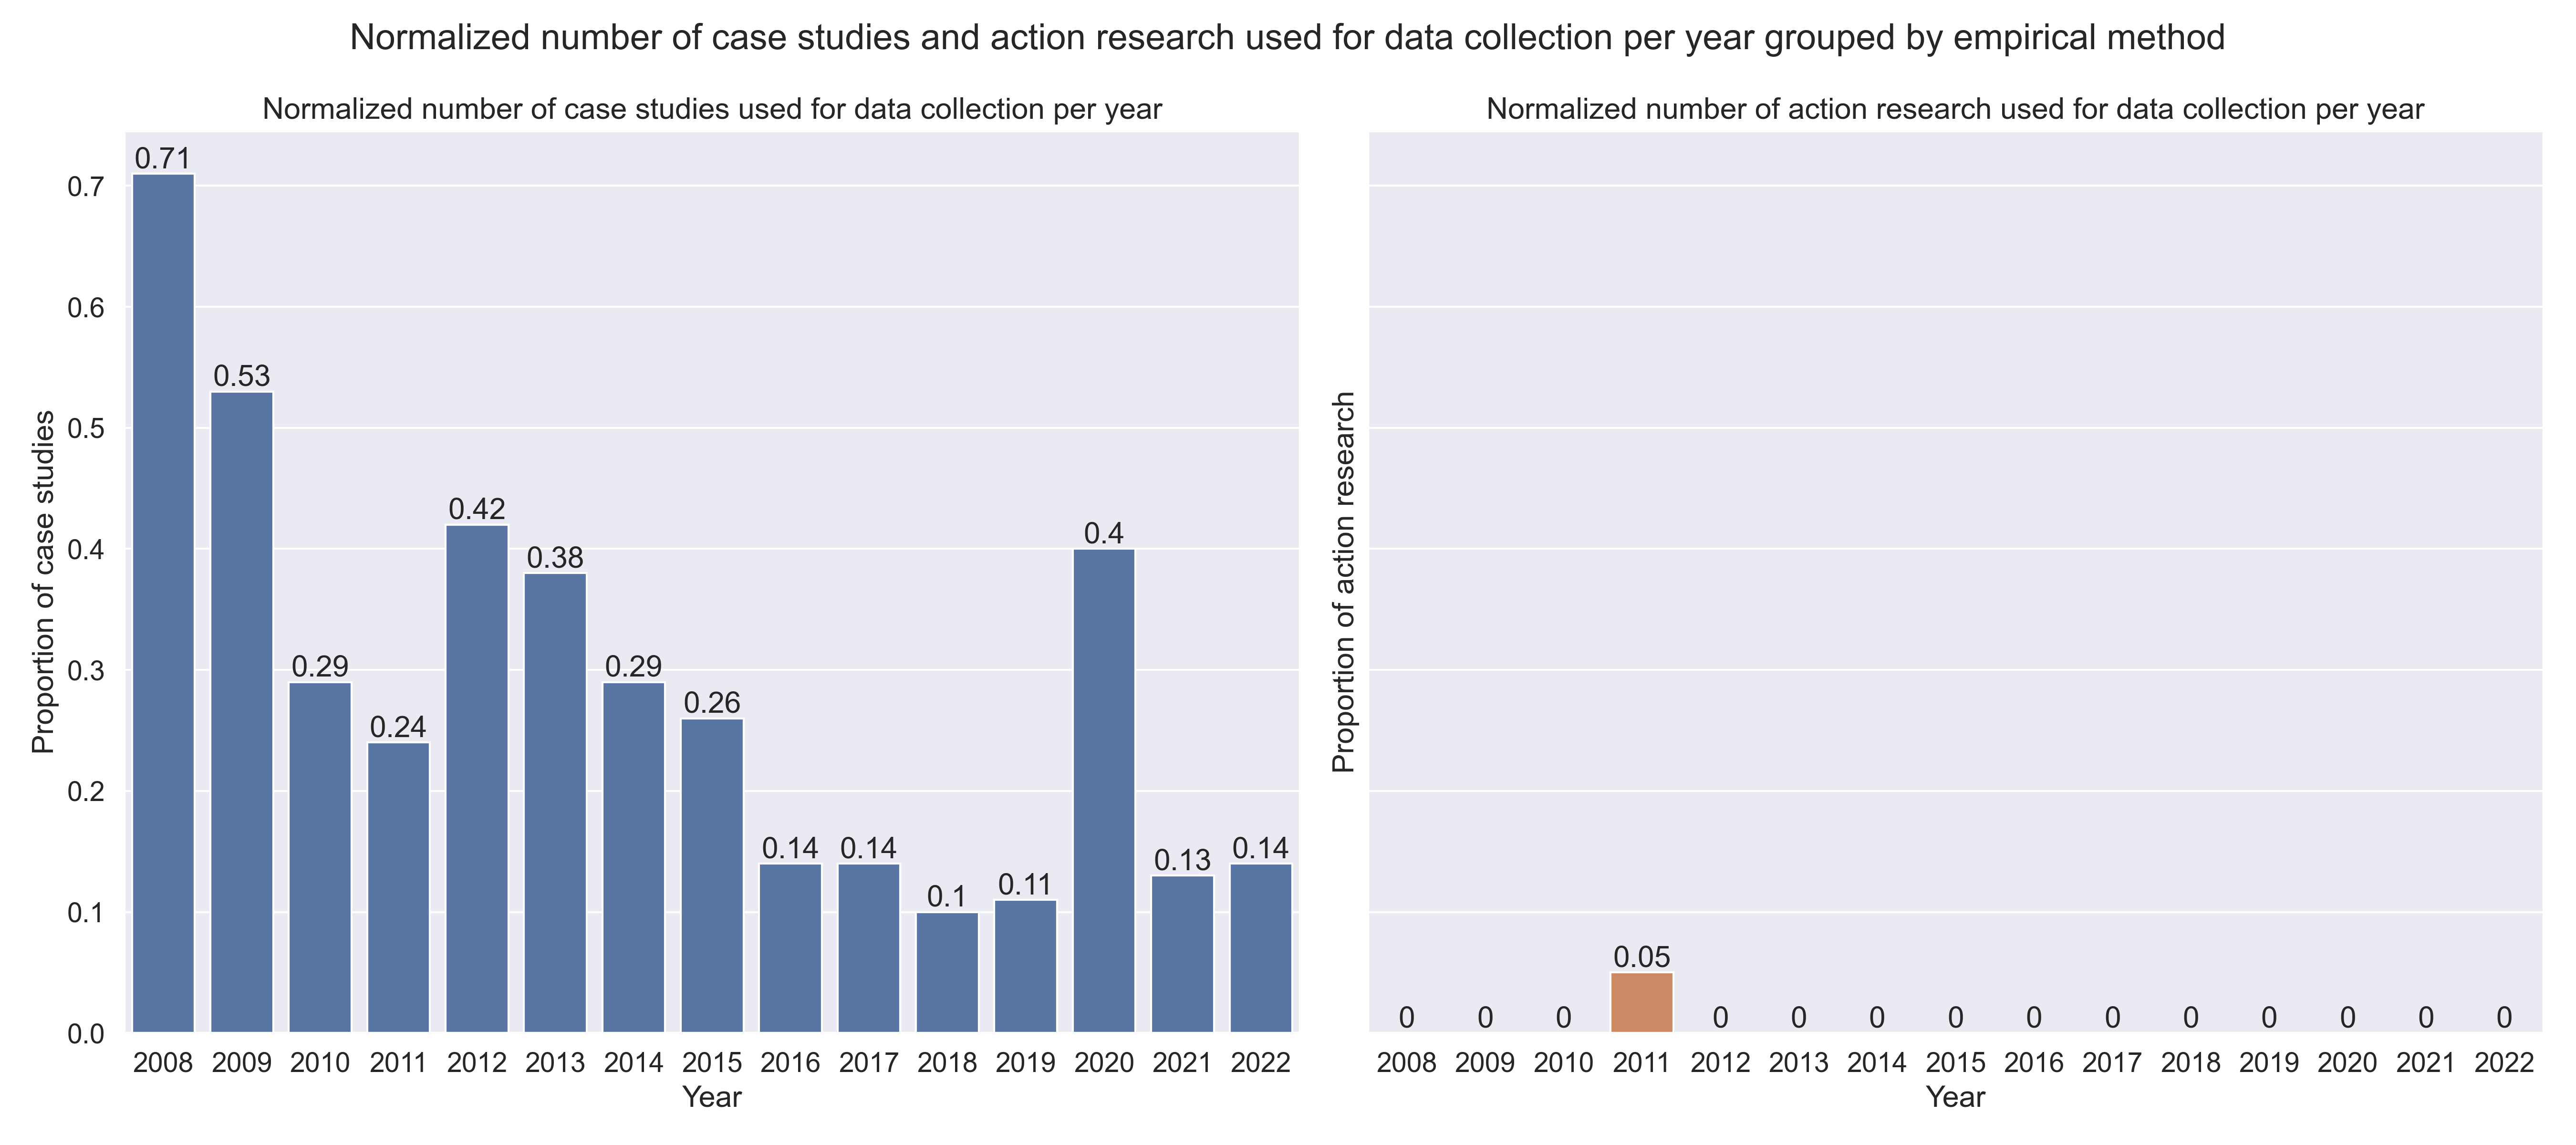 Normalized number of case studies and action research used for data collection per year grouped by empirical method
Normalized number of case studies used for data collection per year
Proportion of case studies
0.7
0.6
0.5
0.4
0.3
0.2
0.1
0.0
0.71
0.53
0.29
0.24
0.42
0.38
0.29
0.26
0.14
0.14
0.1
0.11
0.4
0.13
0.14
2008 2009 2010 2011 2012 2013 2014 2015 2016 2017 2018 2019 2020 2021 2022
Year
Normalized number of action research used for data collection per year
Proportion of action research
0 0 0 0.05 0 0 0 0 0 0 0 0 0 0 0
2008 2009 2010 2011 2012 2013 2014 2015 2016 2017 2018 2019 2020 2021 2022
Year